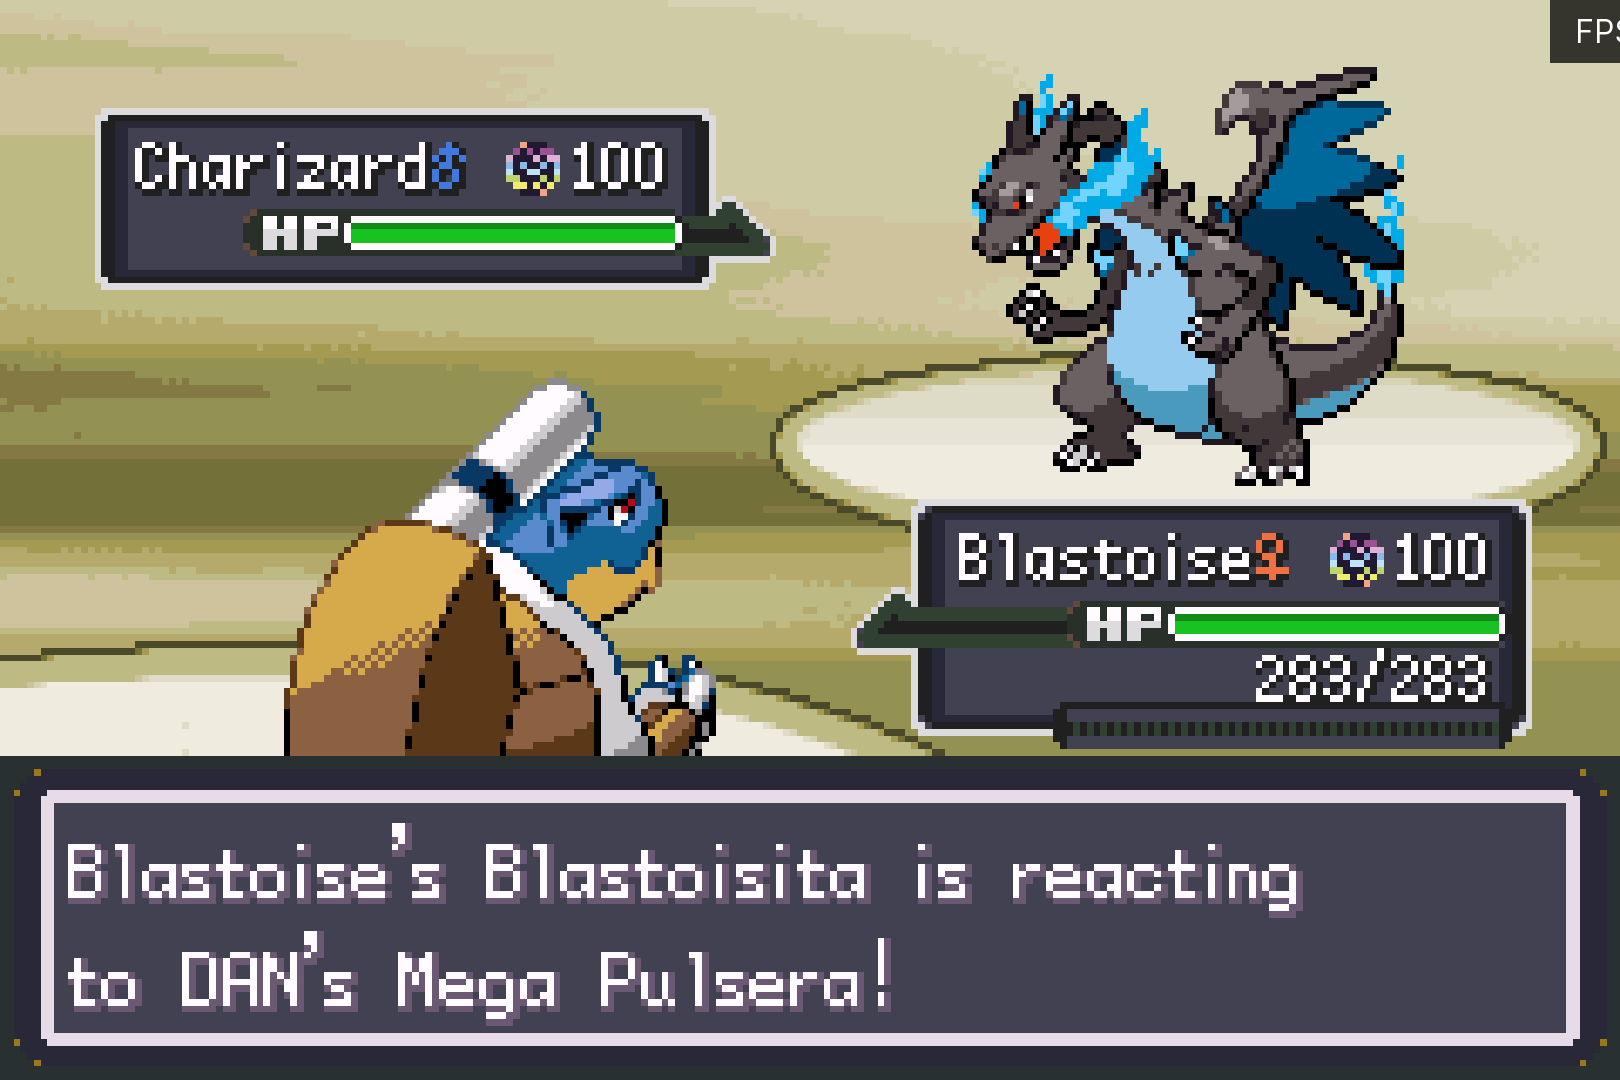 FPS
Charizard♂ 100
HP
Blastoise♀ 100
HP
283/283
Blastoise's Blastoisita is reacting
to DAN's Mega Pulsera!